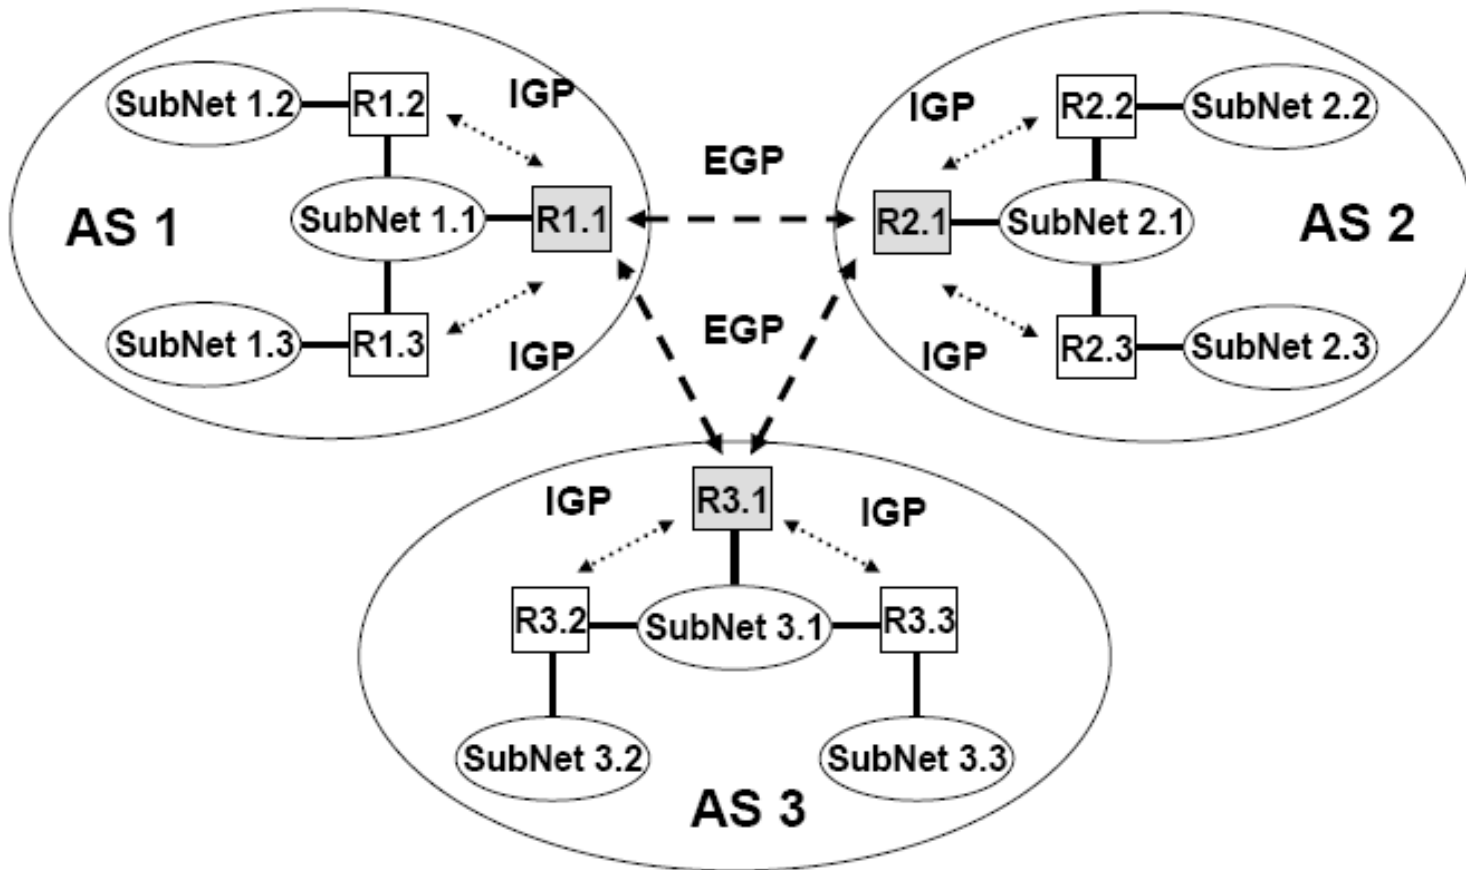 SubNet 1.2
R1.2
IGP
AS 1
SubNet 1.1
R1.1
SubNet 1.3
R1.3
IGP
EGP
EGP
IGP
R2.2
SubNet 2.2
R2.1
SubNet 2.1
AS 2
IGP
R2.3
SubNet 2.3
IGP
R3.1
IGP
R3.2
SubNet 3.1
R3.3
SubNet 3.2
SubNet 3.3
AS 3